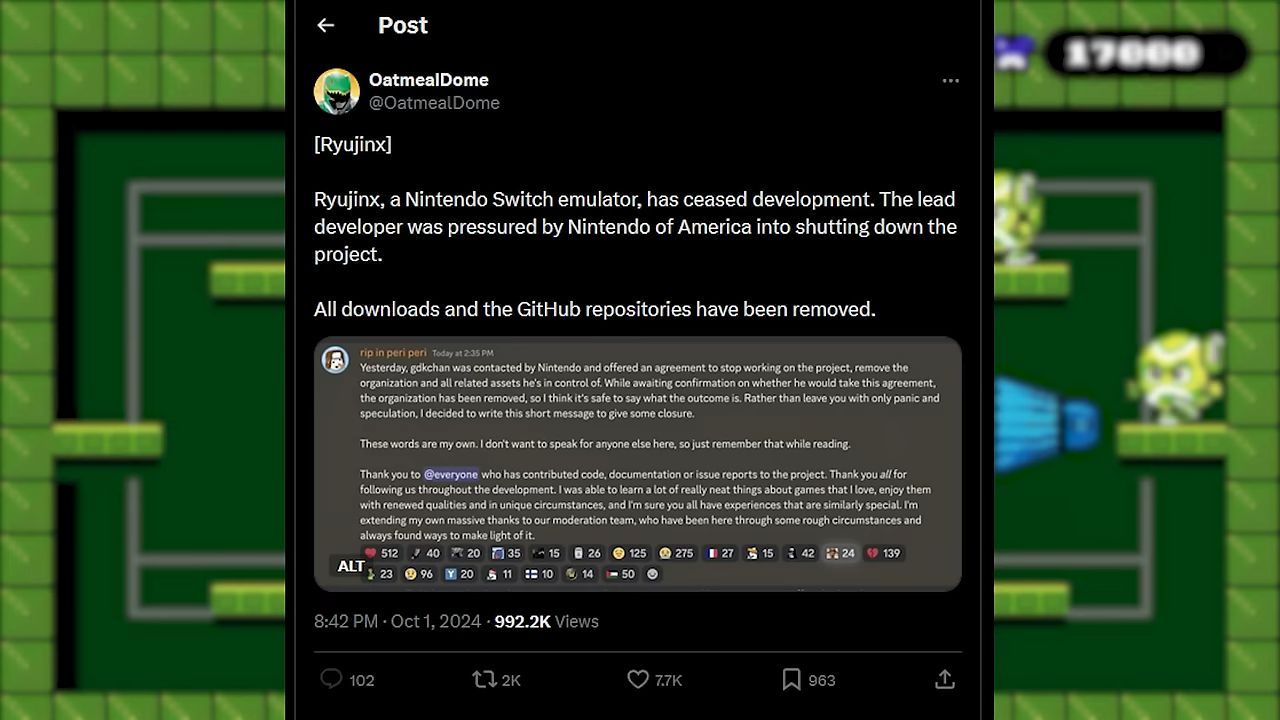 Post
17000
OatmealDome
@OatmealDome
[Ryujinx]
Ryujinx, a Nintendo Switch emulator, has ceased development. The lead
developer was pressured by Nintendo of America into shutting down the
project.
All downloads and the GitHub repositories have been removed.
rip in peri peri Today at 2:35 PM
Yesterday, gdkchan was contacted by Nintendo and offered an agreement to stop working on the project, remove the
organization and all related assets he's in control of. While awaiting confirmation on whether he would take this agreement,
the organization has been removed, so I think it's safe to say what the outcome is. Rather than leave you with only panic and
speculation, I decided to write this short message to give some closure.
These words are my own. I don't want to speak for anyone else here, so just remember that while reading.
Thank you to @everyone who has contributed code, documentation or issue reports to the project. Thank you all for
following us throughout the development. I was able to learn a lot of really neat things about games that I love, enjoy them
with renewed qualities and in unique circumstances, and I'm sure you all have experiences that are similarly special. I'm
extending my own massive thanks to our moderation team, who have been here through some rough circumstances and
always found ways to make light of it.
512 40 20 35 15 26 125 275 27 15 42 24 139
ALT
23 96 20 11 10 14 50
8:42 PM · Oct 1, 2024 · 992.2K Views
102 2K 7.7K 963